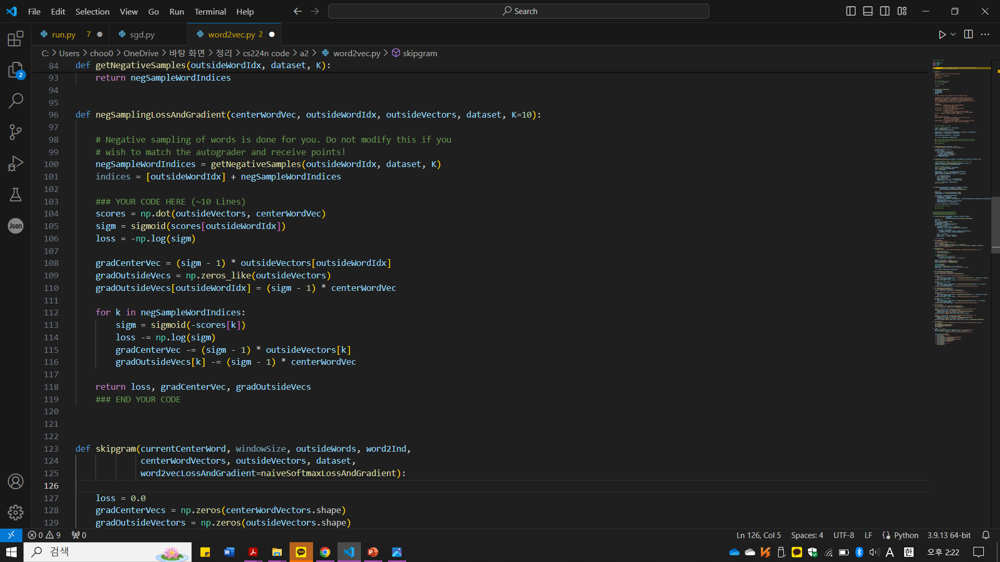 File Edit Selection View Go Run Terminal Help
Search
run.py 7
sgd.py
word2vec.py 2
C: > Users > choo0 > OneDrive > 바탕 화면 > 정리 > cs224n code > a2 > word2vec.py > skipgram
84 def getNegativeSamples(outsideWordIdx, dataset, K):
93 return negSampleWordIndices
94
95
96 def negSamplingLossAndGradient(centerWordVec, outsideWordIdx, outsideVectors, dataset, K=10):
97
98 # Negative sampling of words is done for you. Do not modify this if you
99 # wish to match the autograder and receive points!
100 negSampleWordIndices = getNegativeSamples(outsideWordIdx, dataset, K)
101 indices = [outsideWordIdx] + negSampleWordIndices
102
103 ### YOUR CODE HERE (~10 Lines)
104 scores = np.dot(outsideVectors, centerWordVec)
105 sigm = sigmoid(scores[outsideWordIdx])
106 loss = -np.log(sigm)
107
108 gradCenterVec = (sigm - 1) * outsideVectors[outsideWordIdx]
109 gradOutsideVecs = np.zeros_like(outsideVectors)
110 gradOutsideVecs[outsideWordIdx] = (sigm - 1) * centerWordVec
111
112 for k in negSampleWordIndices:
113 sigm = sigmoid(-scores[k])
114 loss -= np.log(sigm)
115 gradCenterVec -= (sigm - 1) * outsideVectors[k]
116 gradOutsideVecs[k] -= (sigm - 1) * centerWordVec
117
118 return loss, gradCenterVec, gradOutsideVecs
119 ### END YOUR CODE
120
121
122
123 def skipgram(currentCenterWord, windowSize, outsideWords, word2Ind,
124 centerWordVectors, outsideVectors, dataset,
125 word2vecLossAndGradient=naiveSoftmaxLossAndGradient):
126
127 loss = 0.0
128 gradCenterVecs = np.zeros(centerWordVectors.shape)
129 gradOutsideVectors = np.zeros(outsideVectors.shape)
2
Json
0 9 0
Ln 126, Col 5 Spaces: 4 UTF-8 LF Python 3.9.13 64-bit
검색
TALK
A 한 오후 2:22